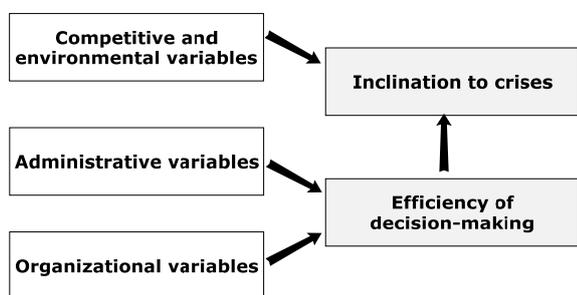 Competitive and
environmental variables
Inclination to crises
Administrative variables
Efficiency of
decision-making
Organizational variables